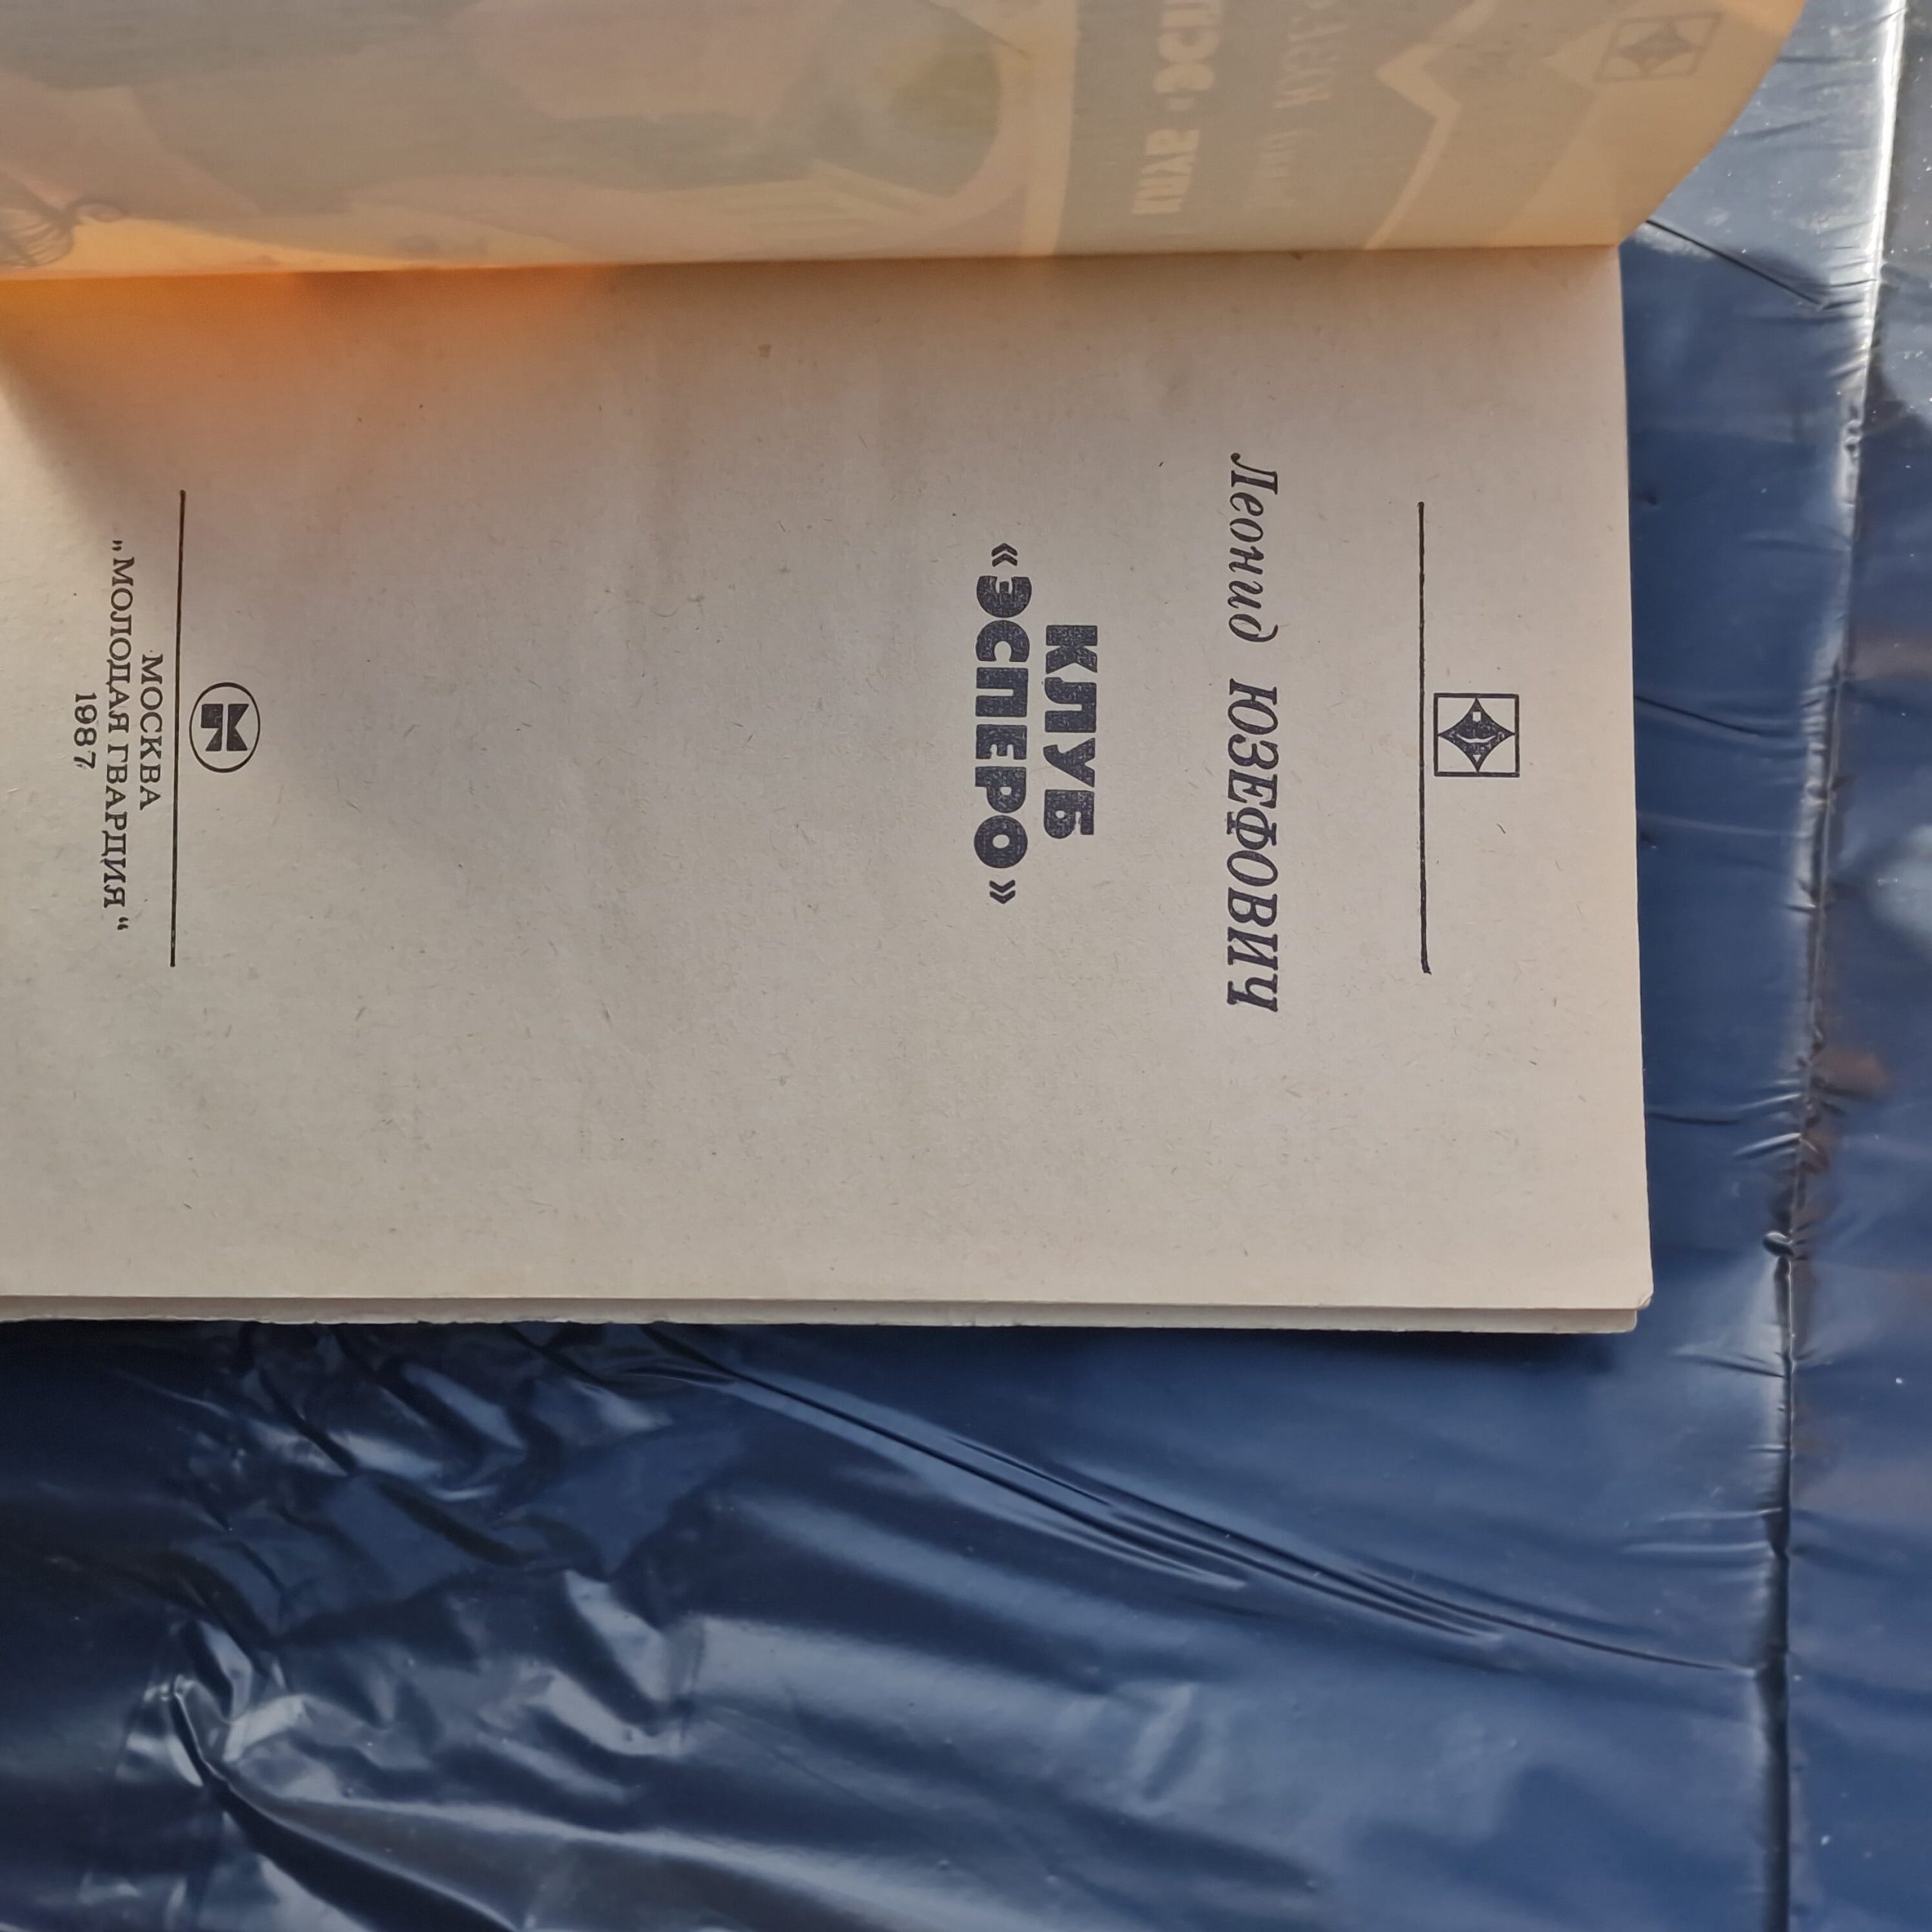 Леонид ЮЗЕФОВИЧ
КЛУБ
«ЭСПЕРО»
МОСКВА
„МОЛОДАЯ ГВАРДИЯ“
1987